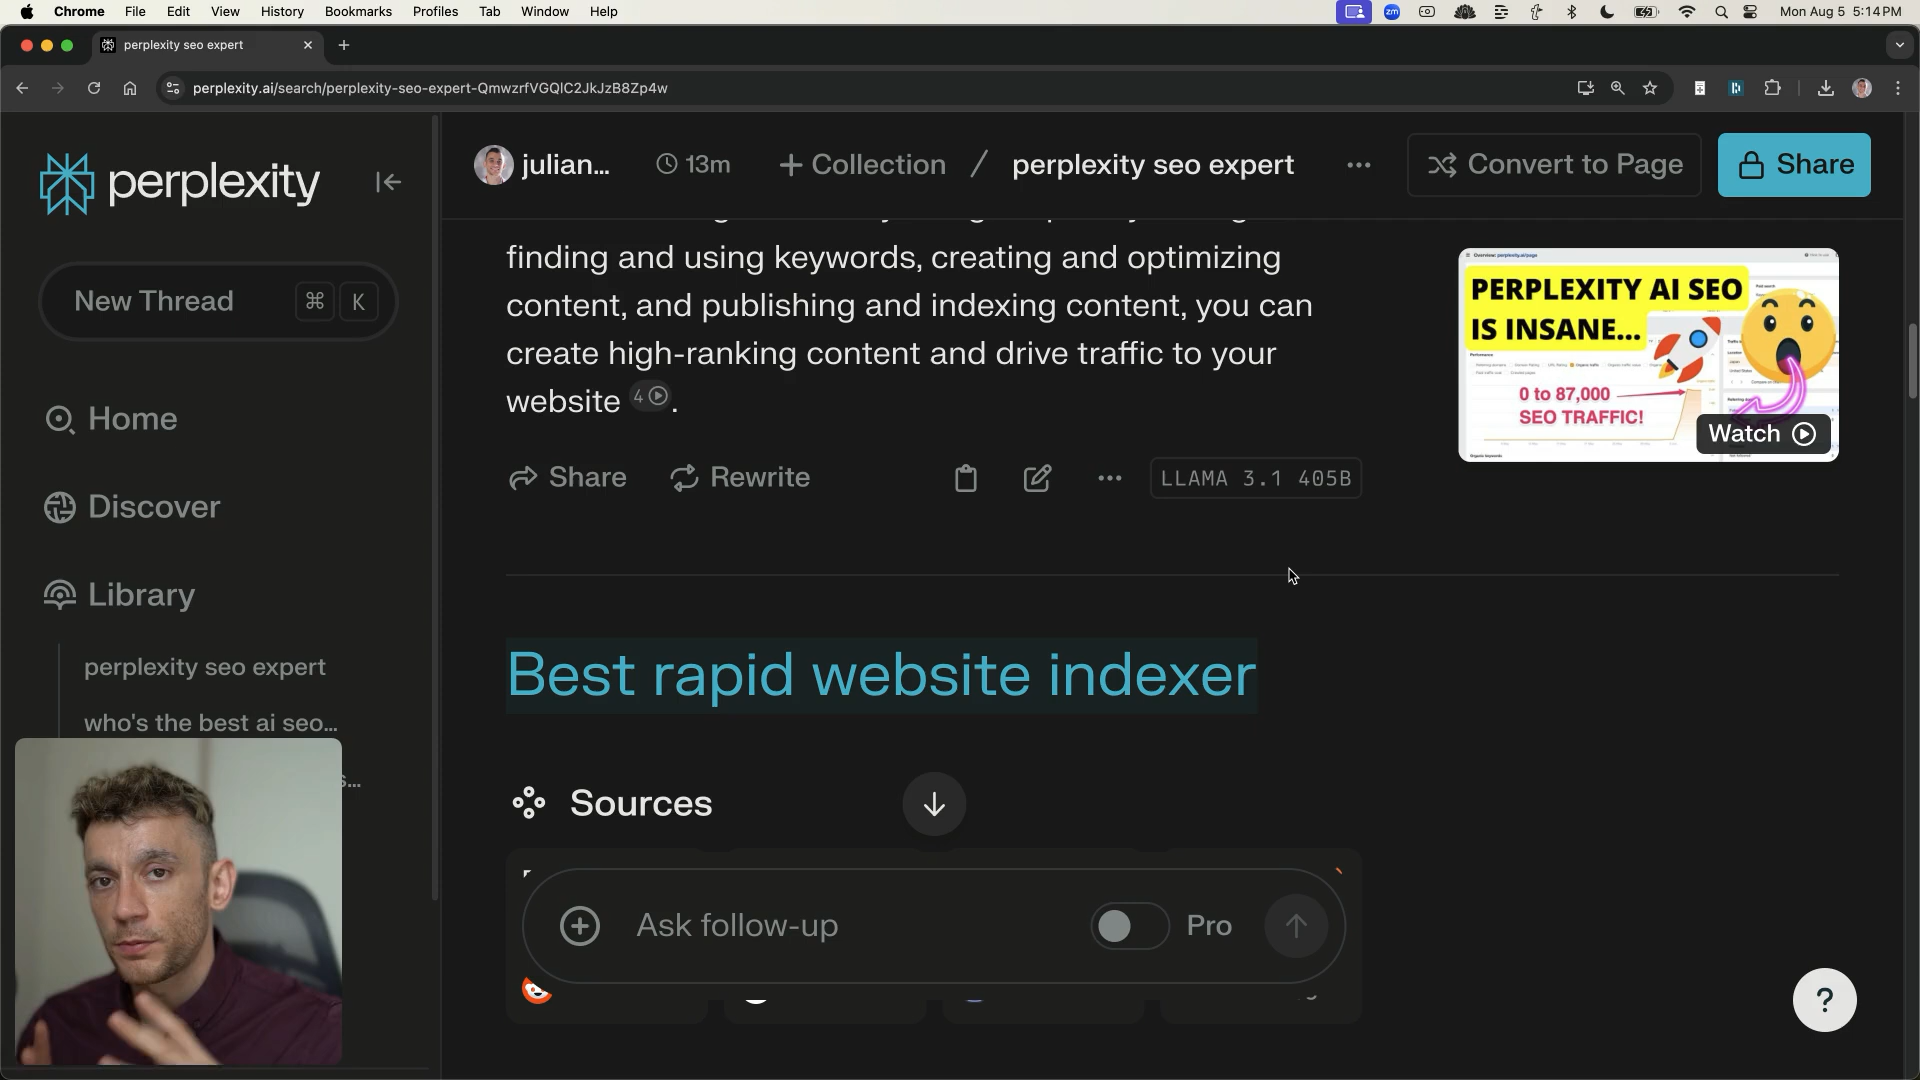 Chrome File Edit View History Bookmarks Profiles Tab Window Help
zm
Mon Aug 5 5:14 PM
perplexity seo expert
perplexity.ai/search/perplexity-seo-expert-QmwzrfVGQlC2JkJzB8Zp4w
perplexity
New Thread ⌘ K
Home
Discover
Library
perplexity seo expert
who's the best ai seo...
s...
julian... 13m + Collection / perplexity seo expert ... Convert to Page Share
finding and using keywords, creating and optimizing
content, and publishing and indexing content, you can
create high-ranking content and drive traffic to your
website 4 .
Share Rewrite ... LLAMA 3.1 405B
PERPLEXITY AI SEO
IS INSANE...
0 to 87,000
SEO TRAFFIC!
Watch
Best rapid website indexer
Sources
Ask follow-up Pro
?